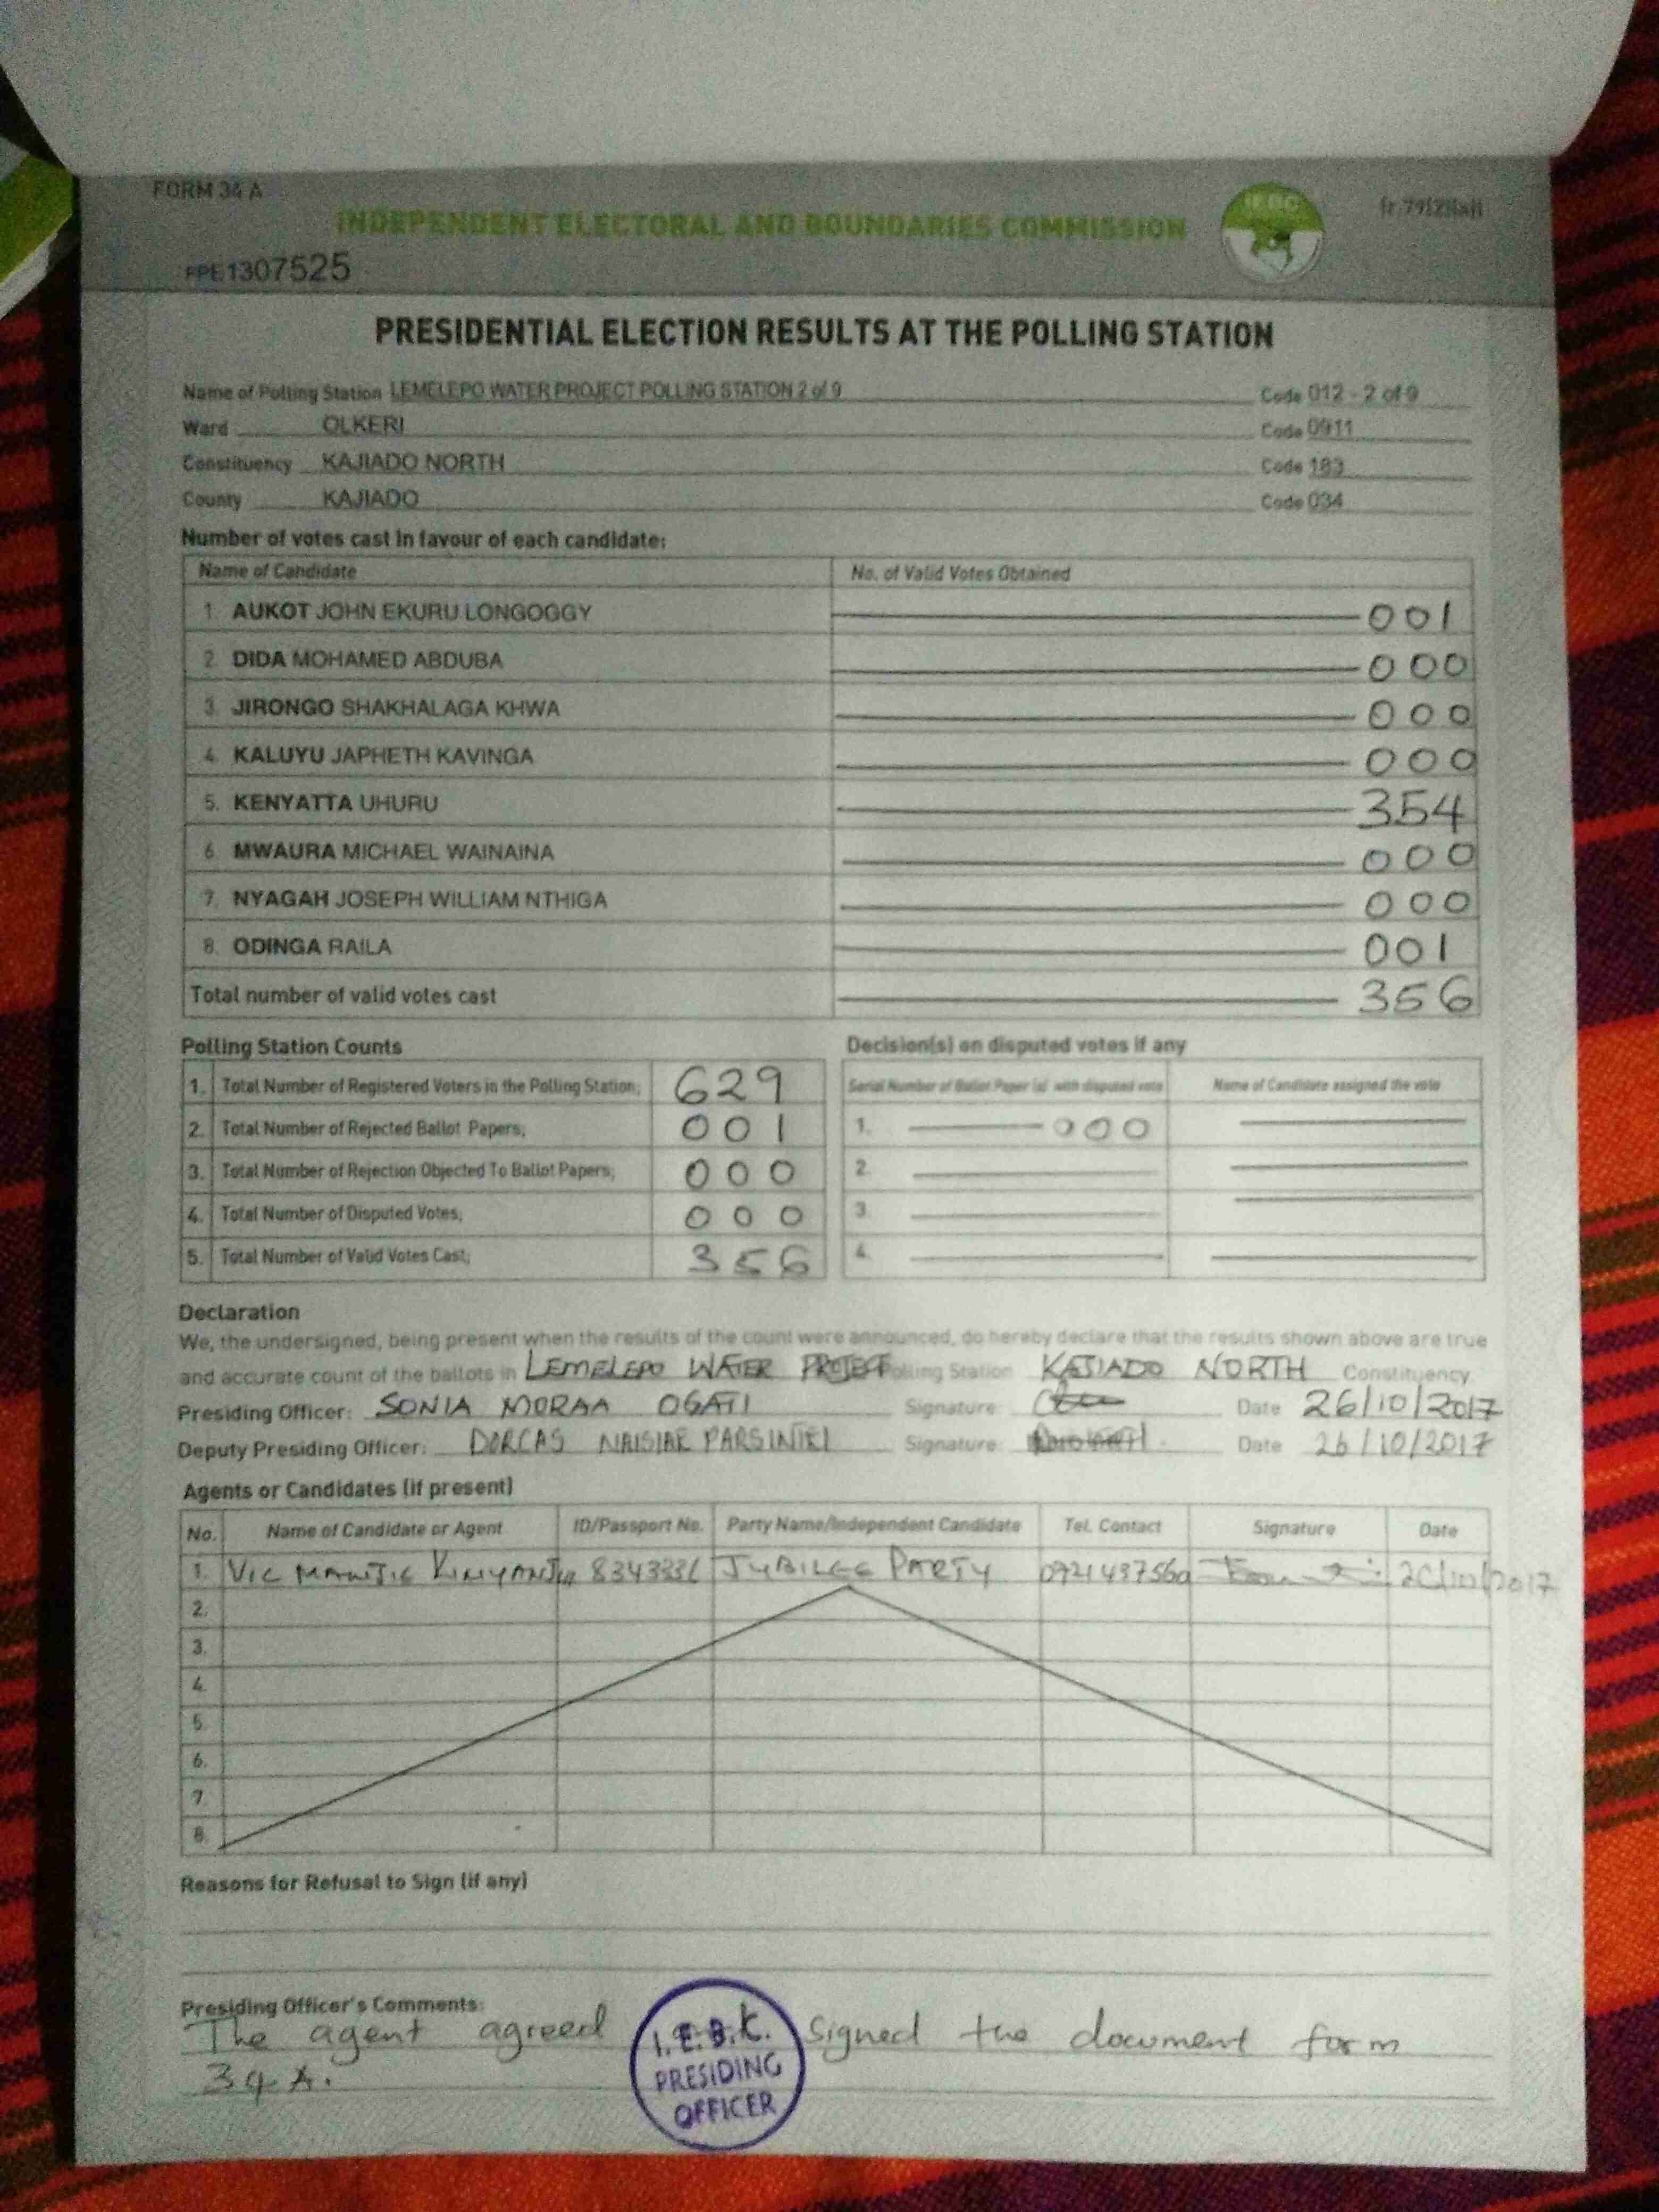 FORM 34 A
INDEPENDENT ELECTORAL AND BOUNDARIES COMMISSION
PPE1307525
PRESIDENTIAL ELECTION RESULTS AT THE POLLING STATION
Name of Polling Station LEMELEPO WATER PROJECT POLLING STATION 2 of 9 Code 012 - 2 of 9
Ward OLKERI Code 0911
Constituency KAJIADO NORTH Code 183
County KAJIADO Code 034
Number of votes cast in favour of each candidate:
Name of Candidate No. of Valid Votes Obtained
1. AUKOT JOHN EKURU LONGOGGY 001
2. DIDA MOHAMED ABDUBA 000
3. JIRONGO SHAKHALAGA KHWA 000
4. KALUYU JAPHETH KAVINGA 000
5. KENYATTA UHURU 354
6. MWAURA MICHAEL WAINAINA 000
7. NYAGAH JOSEPH WILLIAM NTHIGA 000
8. ODINGA RAILA 001
Total number of valid votes cast 356
Polling Station Counts Decision(s) on disputed votes if any
Serial Number of Ballot Paper (s) with disputed vote Name of Candidate assigned the vote
1. Total Number of Registered Voters in the Polling Station; 629
2. Total Number of Rejected Ballot Papers; 001 1. 000
3. Total Number of Rejection Objected To Ballot Papers; 000 2.
4. Total Number of Disputed Votes; 000 3.
5. Total Number of Valid Votes Cast; 356 4.
Declaration
We, the undersigned, being present when the results of the count were announced, do hereby declare that the results shown above are true
and accurate count of the ballots in LEMELEPO WATER PROJECT Polling Station KAJIADO NORTH Constituency
Presiding Officer: SONIA MORAA OGATI Signature: Date 26/10/2017
Deputy Presiding Officer: DORCAS NAISIAE PARSINTEI Signature: Date 26/10/2017
Agents or Candidates (if present)
No. Name of Candidate or Agent ID/Passport No. Party Name/Independent Candidate Tel. Contact Signature Date
1. JUBILEE PARTY
2.
3.
4.
5.
6.
7.
8.
Reasons for Refusal to Sign (if any)
Presiding Officer's Comments:
The agent agreed signed the document form
34A.
I.E.B.C.
PRESIDING
OFFICER